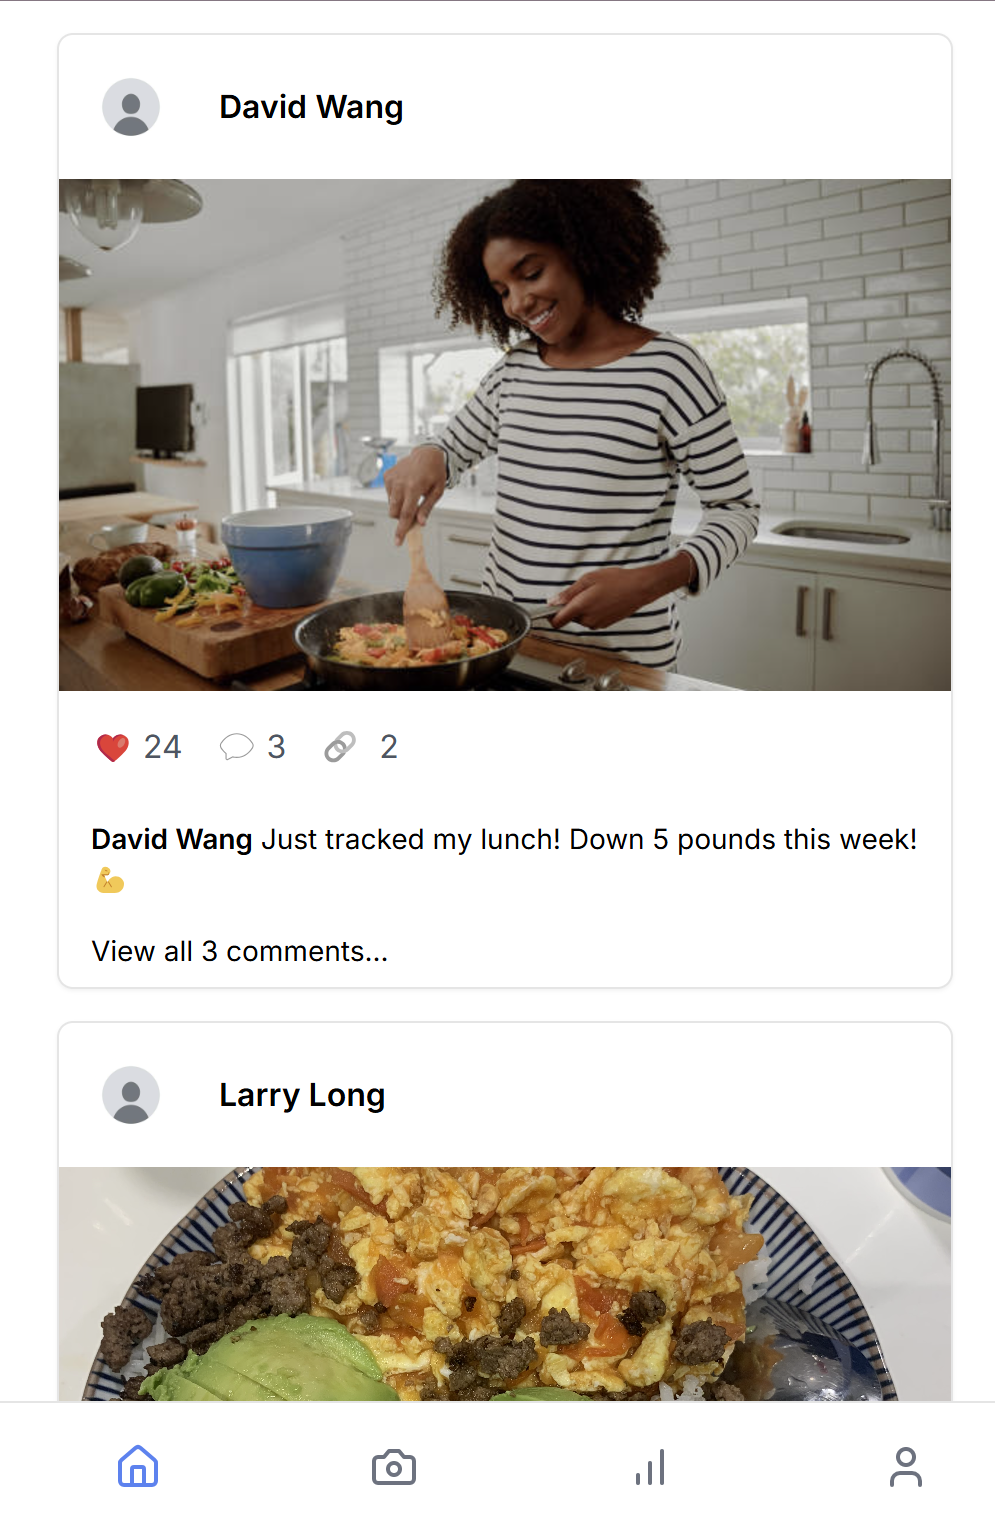 David Wang
24 3 2
David Wang Just tracked my lunch! Down 5 pounds this week!
💪
View all 3 comments...
Larry Long